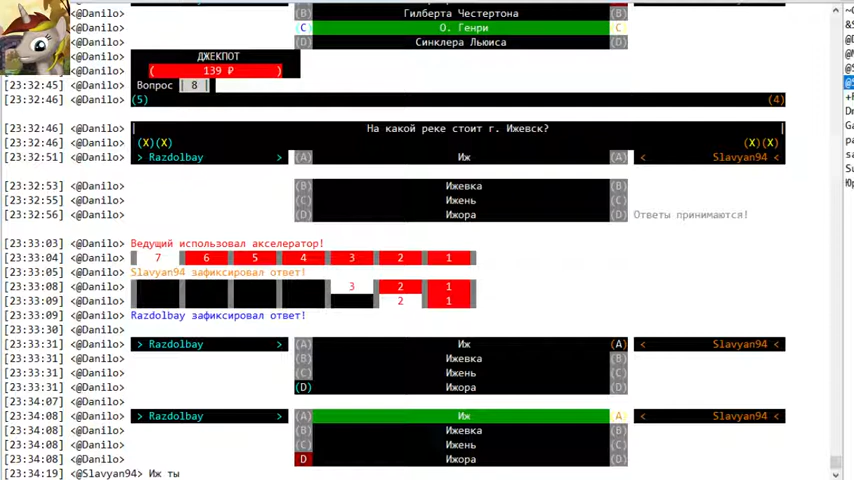 <@Danilo> (B) Гилберта Честертона (B)
<@Danilo> (C О. Генри C
<@Danilo> (D) Синклера Льюиса (D)
<@Danilo> ДЖЕКПОТ
<@Danilo> ( 139 ₽ )
[23:32:45] <@Danilo> Вопрос | 8 |
[23:32:46] <@Danilo> (5) (4)
[23:32:46] <@Danilo> | На какой реке стоит г. Ижевск? |
[23:32:46] <@Danilo> (X)(X) (X)(X)
[23:32:51] <@Danilo> > Razdolbay > (A) Иж (A) < Slavyan94 <
[23:32:53] <@Danilo> (B) Ижевка (B)
[23:32:55] <@Danilo> (C) Ижень (C)
[23:32:56] <@Danilo> (D) Ижора (D) Ответы принимаются!
[23:33:03] <@Danilo> Ведущий использовал акселератор!
[23:33:04] <@Danilo> 7 6 5 4 3 2 1
[23:33:05] <@Danilo> Slavyan94 зафиксировал ответ!
[23:33:08] <@Danilo> 3 2 1
[23:33:09] <@Danilo> 2 1
[23:33:09] <@Danilo> Razdolbay зафиксировал ответ!
[23:33:30] <@Danilo>
[23:33:31] <@Danilo> > Razdolbay > (A) Иж (A) < Slavyan94 <
[23:33:31] <@Danilo> (B) Ижевка (B)
[23:33:31] <@Danilo> (C) Ижень (C)
[23:33:31] <@Danilo> (D) Ижора (D)
[23:34:07] <@Danilo>
[23:34:08] <@Danilo> > Razdolbay > (A) Иж A < Slavyan94 <
[23:34:08] <@Danilo> (B) Ижевка (B)
[23:34:08] <@Danilo> (C) Ижень (C)
[23:34:08] <@Danilo> D Ижора (D)
[23:34:19] <@Slavyan94> Иж ты